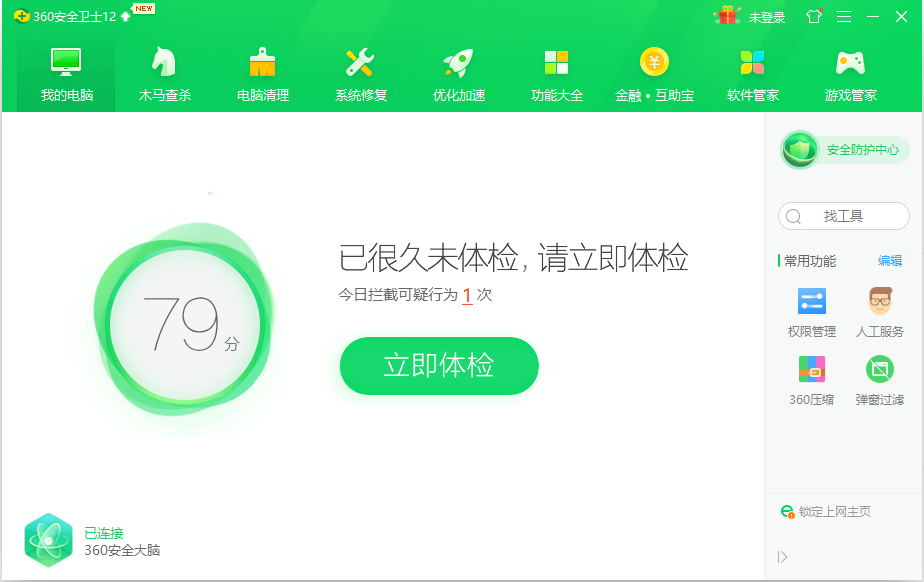 360安全卫士12
NEW
未登录
我的电脑
木马查杀
电脑清理
系统修复
优化加速
功能大全
金融•互助宝
软件管家
游戏管家
安全防护中心
找工具
常用功能 编辑
权限管理 人工服务
360压缩 弹窗过滤
已很久未体检,请立即体检
今日拦截可疑行为 1 次
79分
立即体检
已连接
360安全大脑
锁定上网主页